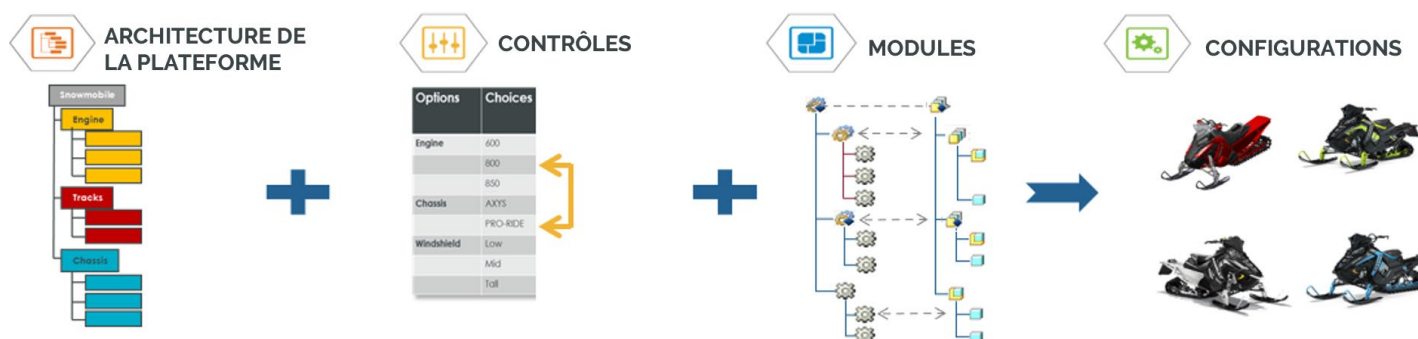 ARCHITECTURE DE
LA PLATEFORME
Snowmobile
Engine
Tracks
Chassis
CONTRÔLES
Options Choices
Engine 600
800
850
Chassis AXYS
PRO-RIDE
Windshield Low
Mid
Tall
MODULES
CONFIGURATIONS